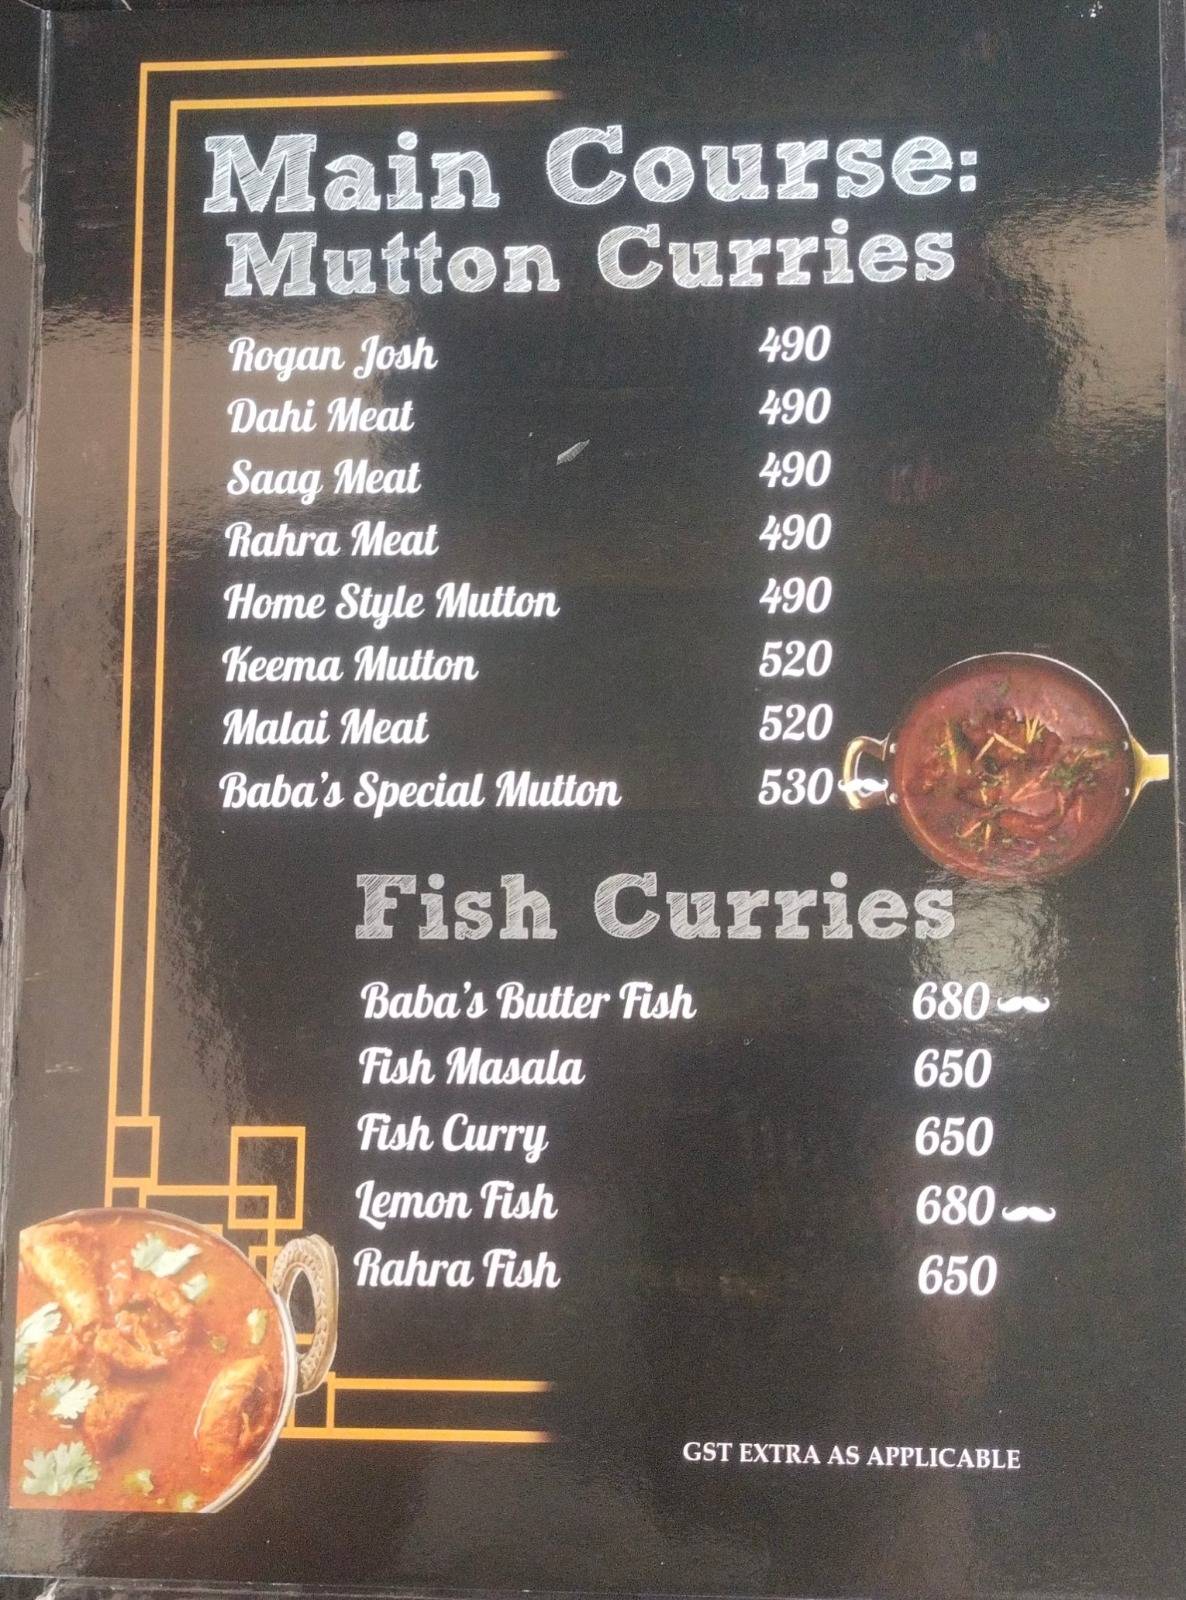 Main Course:
Mutton Curries
Rogan Josh 490
Dahi Meat 490
Saag Meat 490
Rahra Meat 490
Home Style Mutton 490
Keema Mutton 520
Malai Meat 520
Baba's Special Mutton 530
Fish Curries
Baba's Butter Fish 680
Fish Masala 650
Fish Curry 650
Lemon Fish 680
Rahra Fish 650
GST EXTRA AS APPLICABLE